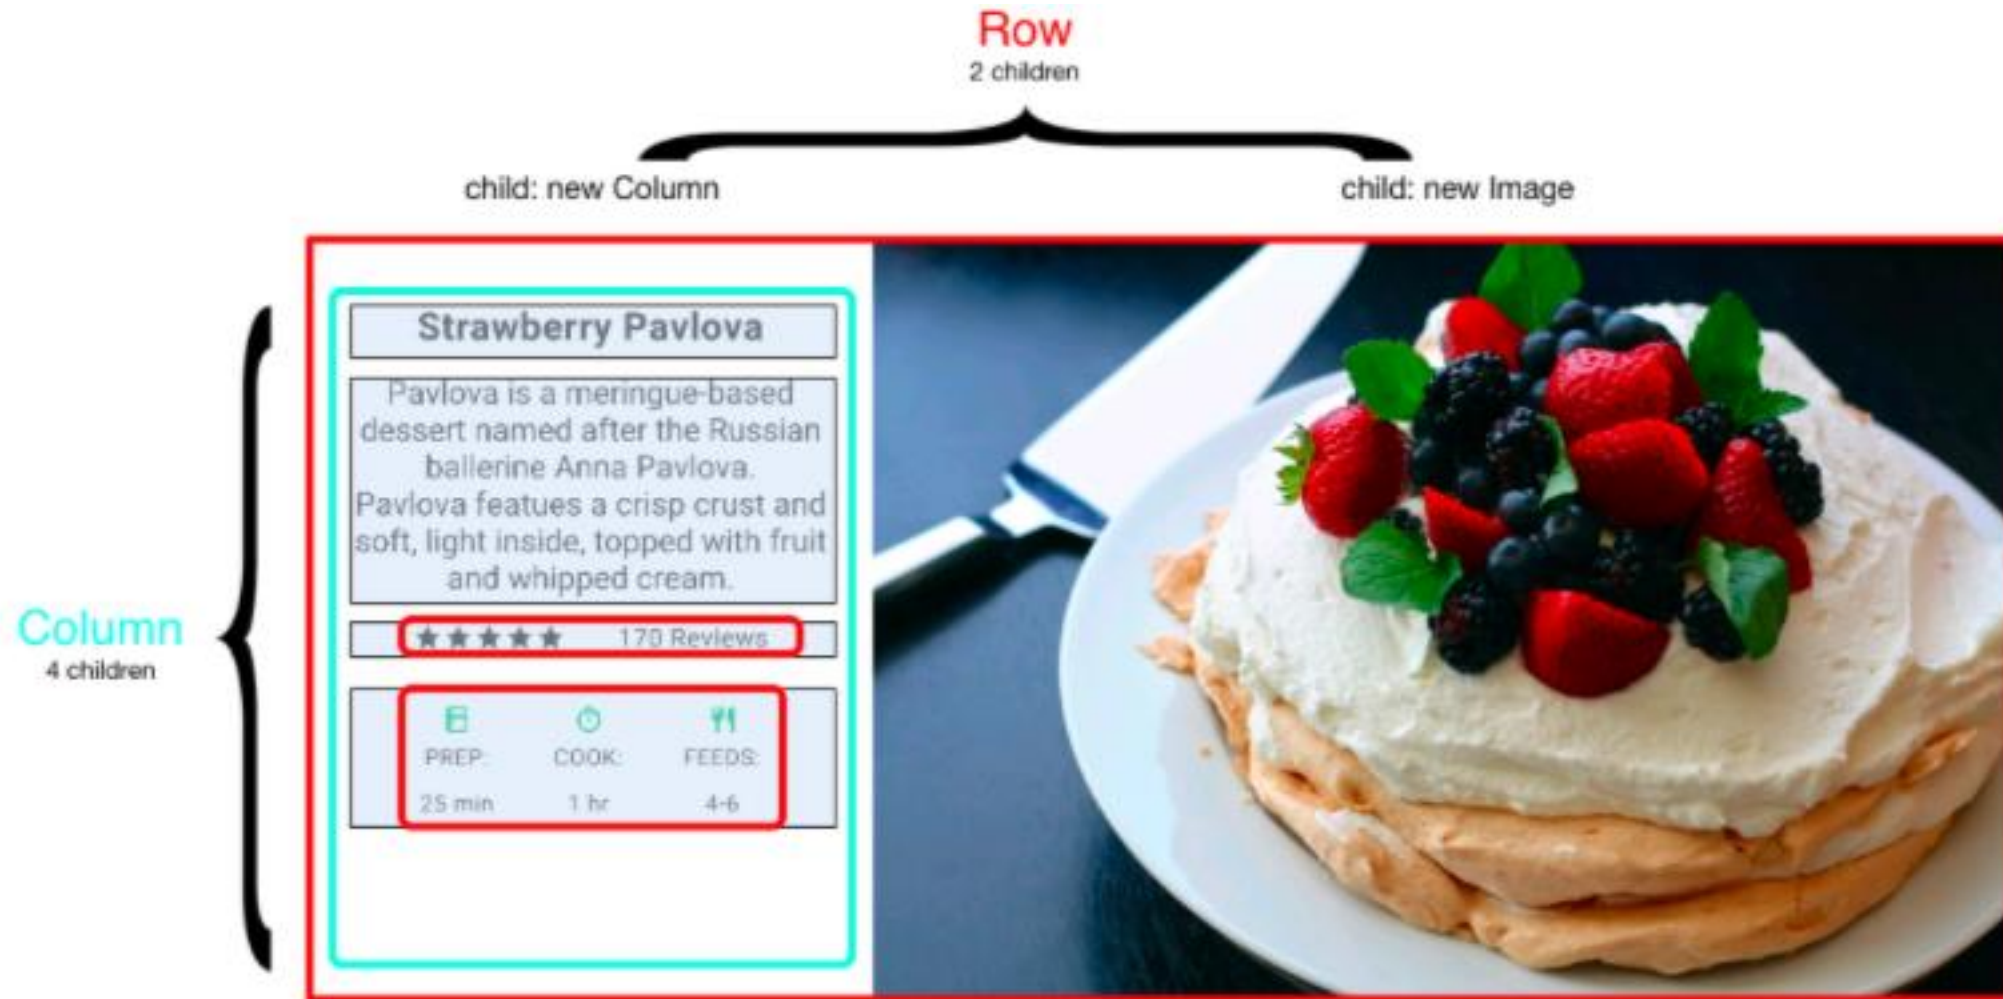 Row
2 children
child: new Column
child: new Image
Column
4 children
Strawberry Pavlova
Pavlova is a meringue-based
dessert named after the Russian
ballerine Anna Pavlova.
Pavlova featues a crisp crust and
soft, light inside, topped with fruit
and whipped cream.
170 Reviews
PREP: COOK: FEEDS:
25 min 1 hr 4-6